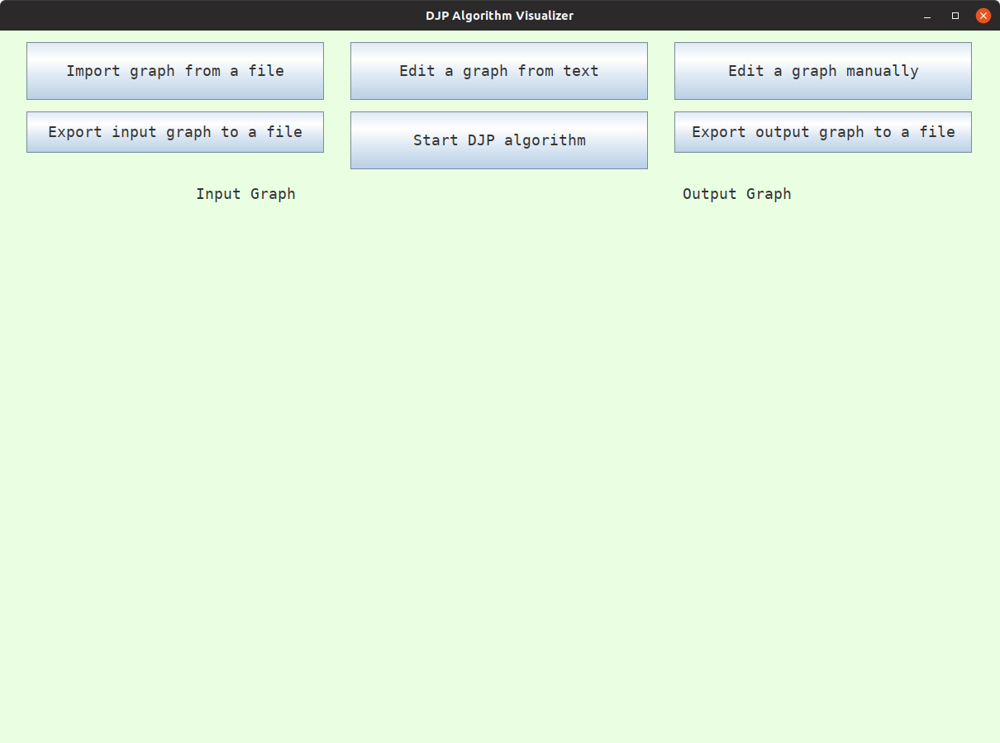 DJP Algorithm Visualizer
Import graph from a file
Edit a graph from text
Edit a graph manually
Export input graph to a file
Start DJP algorithm
Export output graph to a file
Input Graph
Output Graph